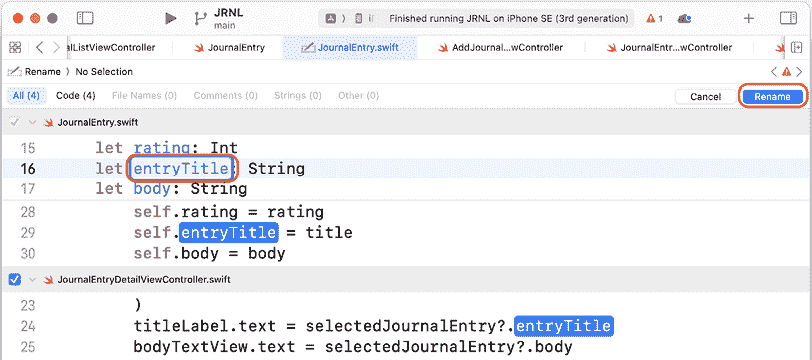 JRNL
main
Finished running JRNL on iPhone SE (3rd generation)
1
alListViewController
JournalEntry
JournalEntry.swift
AddJournal...wController
JournalEntr...wController
Rename 〉 No Selection
All (4)
Code (4)
File Names (0)
Comments (0)
Strings (0)
Other (0)
Cancel
Rename
JournalEntry.swift
15 let rating: Int
16 let entryTitle: String
17 let body: String
28 self.rating = rating
29 self.entryTitle = title
30 self.body = body
JournalEntryDetailViewController.swift
23 )
24 titleLabel.text = selectedJournalEntry?.entryTitle
25 bodyTextView.text = selectedJournalEntry?.body